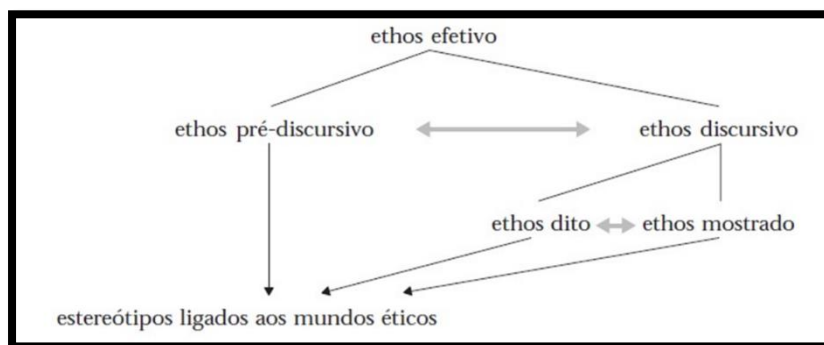 ethos efetivo
ethos pré-discursivo ethos discursivo
ethos dito ethos mostrado
estereótipos ligados aos mundos éticos